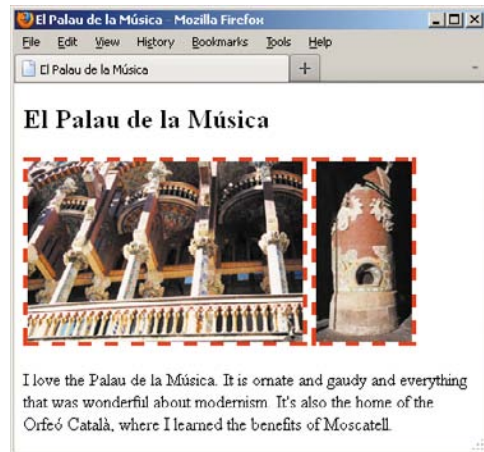 El Palau de la Música - Mozilla Firefox
File Edit View History Bookmarks Tools Help
El Palau de la Música
El Palau de la Música
I love the Palau de la Música. It is ornate and gaudy and everything
that was wonderful about modernism. It's also the home of the
Orfeó Català, where I learned the benefits of Moscatell.